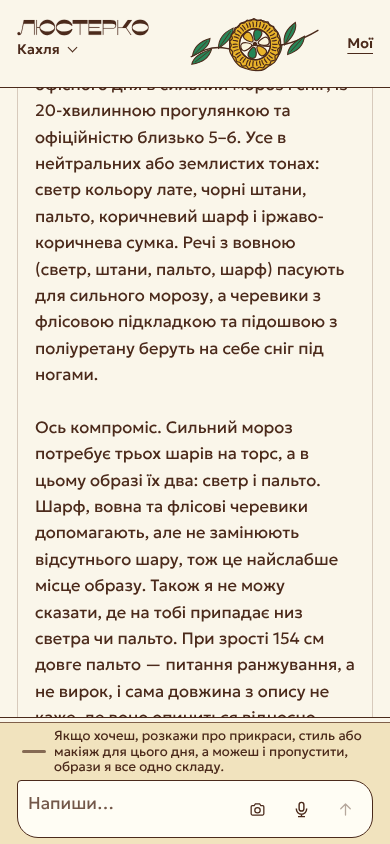 ЛЮСТЕРКО
Кахля
Мої
20-хвилинною прогулянкою та
офіційністю близько 5–6. Усе в
нейтральних або землистих тонах:
светр кольору лате, чорні штани,
пальто, коричневий шарф і іржаво-
коричнева сумка. Речі з вовною
(светр, штани, пальто, шарф) пасують
для сильного морозу, а черевики з
флісовою підкладкою та підошвою з
поліуретану беруть на себе сніг під
ногами.
Ось компроміс. Сильний мороз
потребує трьох шарів на торс, а в
цьому образі їх два: светр і пальто.
Шарф, вовна та флісові черевики
допомагають, але не замінюють
відсутнього шару, тож це найслабше
місце образу. Також я не можу
сказати, де на тобі припадає низ
светра чи пальто. При зрості 154 см
довге пальто — питання ранжування, а
не вирок, і сама довжина з опису не
Якщо хочеш, розкажи про прикраси, стиль або
макіяж для цього дня, а можеш і пропустити,
образи я все одно складу.
Напиши…